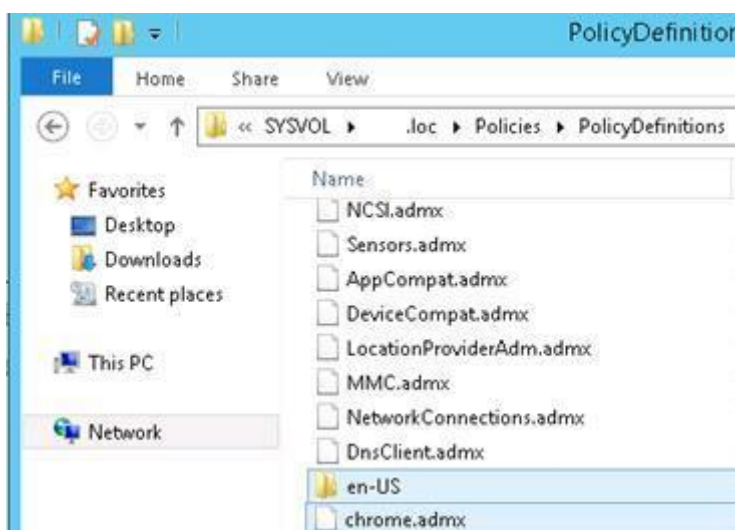 PolicyDefinition
File Home Share View
« SYSVOL ▸ .loc ▸ Policies ▸ PolicyDefinitions
Favorites
Desktop
Downloads
Recent places
This PC
Network
Name
NCSI.admx
Sensors.admx
AppCompat.admx
DeviceCompat.admx
LocationProviderAdm.admx
MMC.admx
NetworkConnections.admx
DnsClient.admx
en-US
chrome.admx